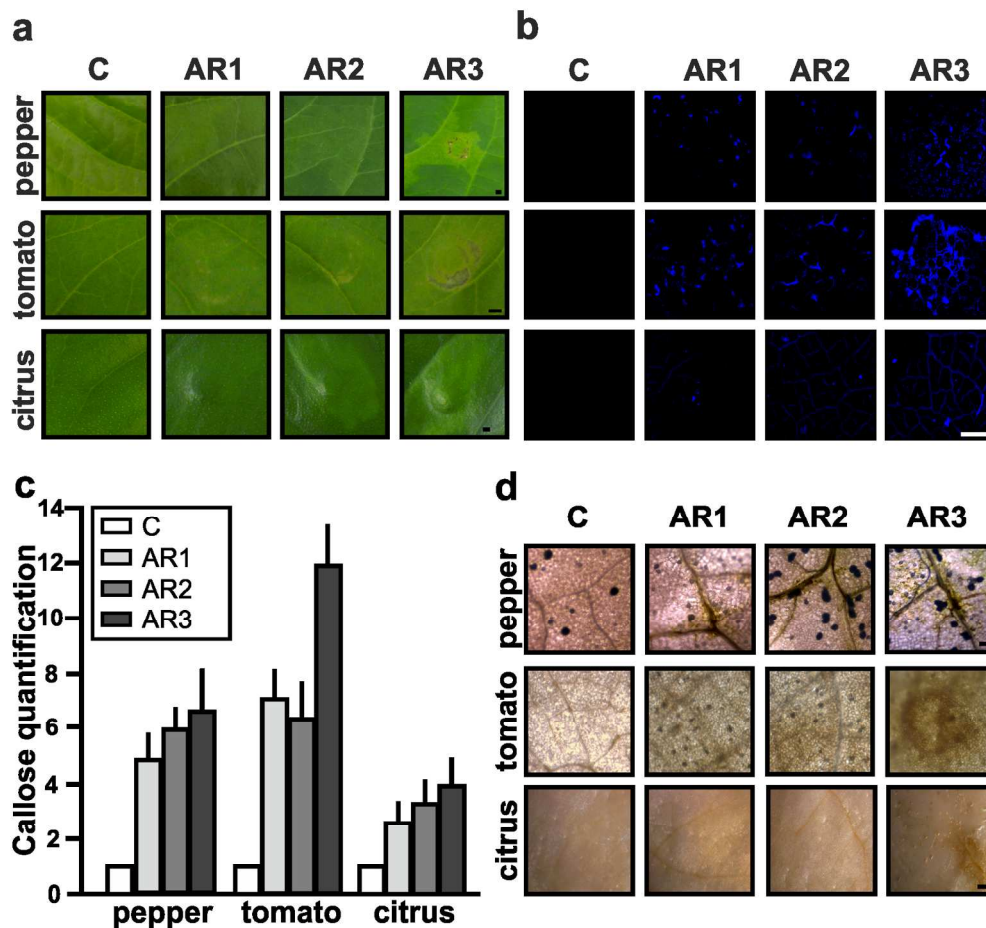 a
C AR1 AR2 AR3
pepper
tomato
citrus
b
C AR1 AR2 AR3
c
Callose quantification
14
12
10
8
6
4
2
0
C
AR1
AR2
AR3
pepper tomato citrus
d
C AR1 AR2 AR3
pepper
tomato
citrus